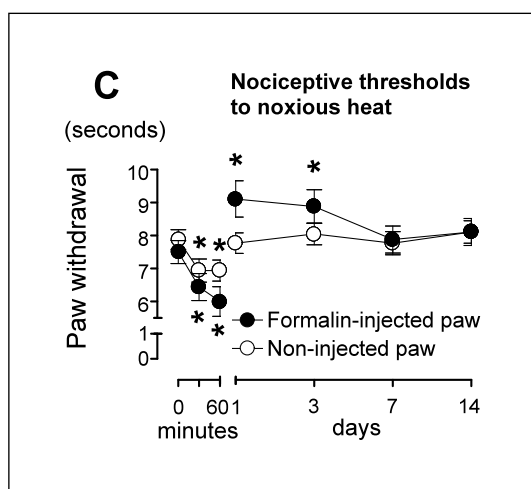 C
Nociceptive thresholds
to noxious heat
(seconds)
Paw withdrawal
10
9
8
7
6
1
0
* * * *
* *
Formalin-injected paw
Non-injected paw
0 60 1 3 7 14
minutes days